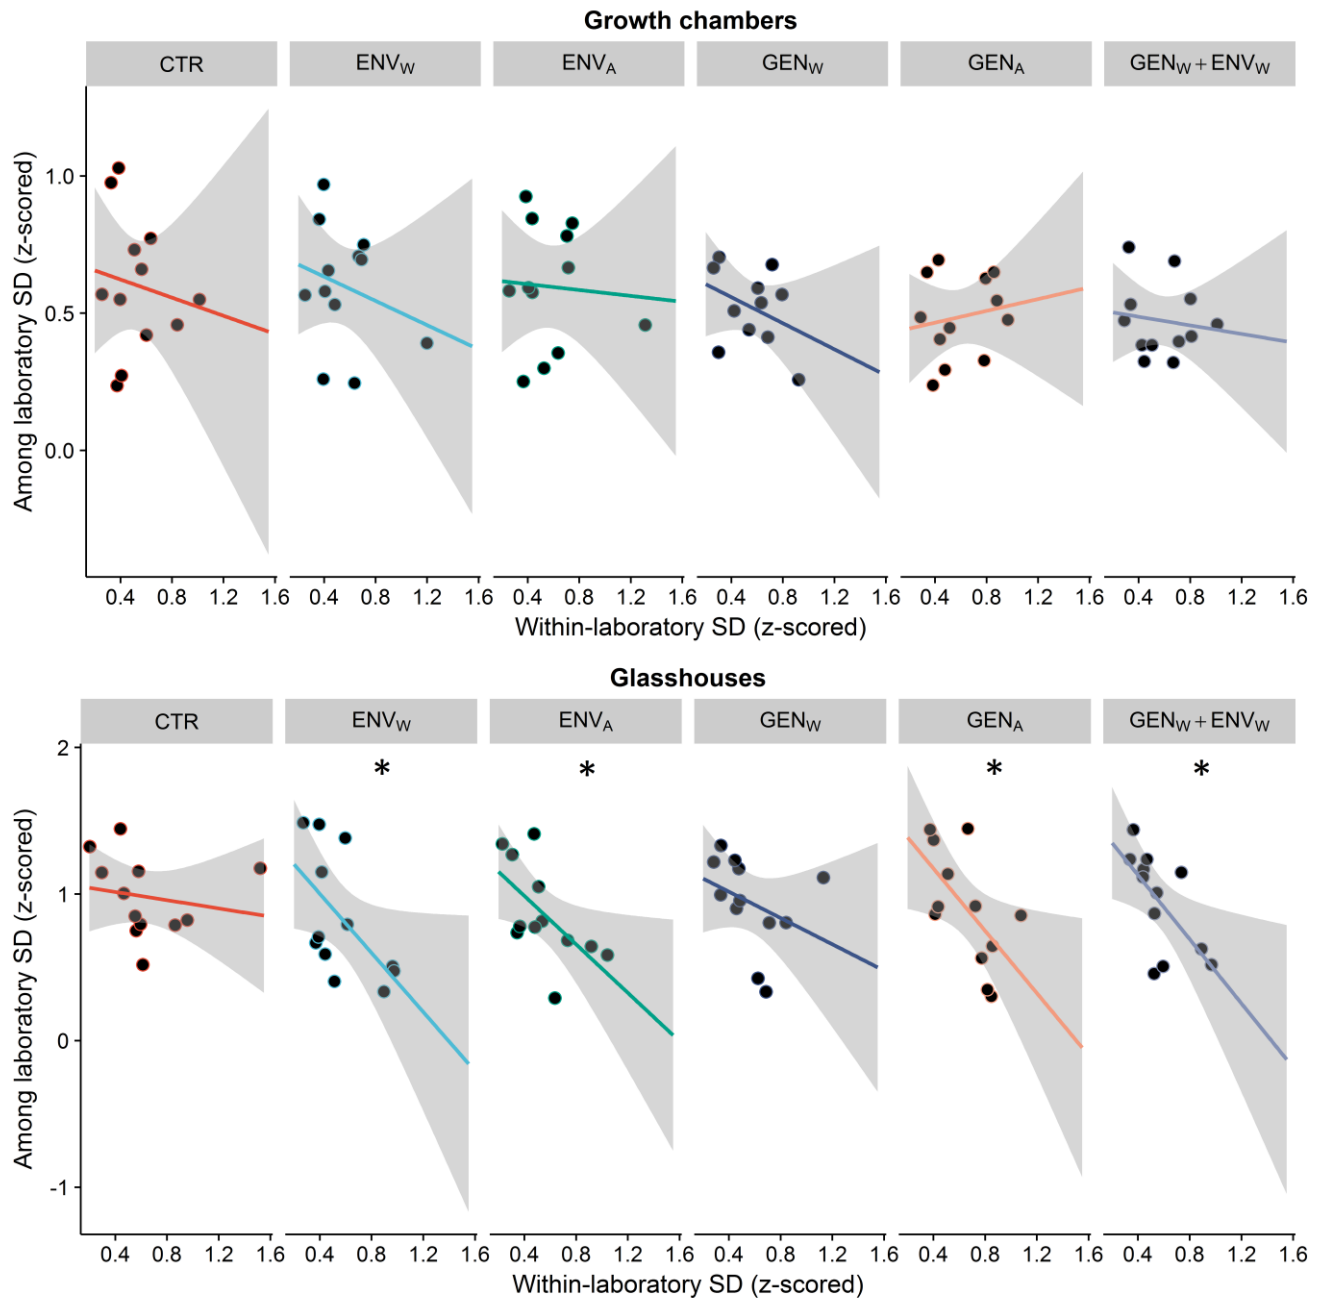 Growth chambers
CTR ENVW ENVA GENW GENA GENW + ENVW
Among laboratory SD (z-scored)
1.0
0.5
0.0
0.4 0.8 1.2 1.6 0.4 0.8 1.2 1.6 0.4 0.8 1.2 1.6 0.4 0.8 1.2 1.6 0.4 0.8 1.2 1.6 0.4 0.8 1.2 1.6
Within-laboratory SD (z-scored)
Glasshouses
CTR ENVW ENVA GENW GENA GENW + ENVW
* * * *
Among laboratory SD (z-scored)
2
1
0
-1
0.4 0.8 1.2 1.6 0.4 0.8 1.2 1.6 0.4 0.8 1.2 1.6 0.4 0.8 1.2 1.6 0.4 0.8 1.2 1.6 0.4 0.8 1.2 1.6
Within-laboratory SD (z-scored)